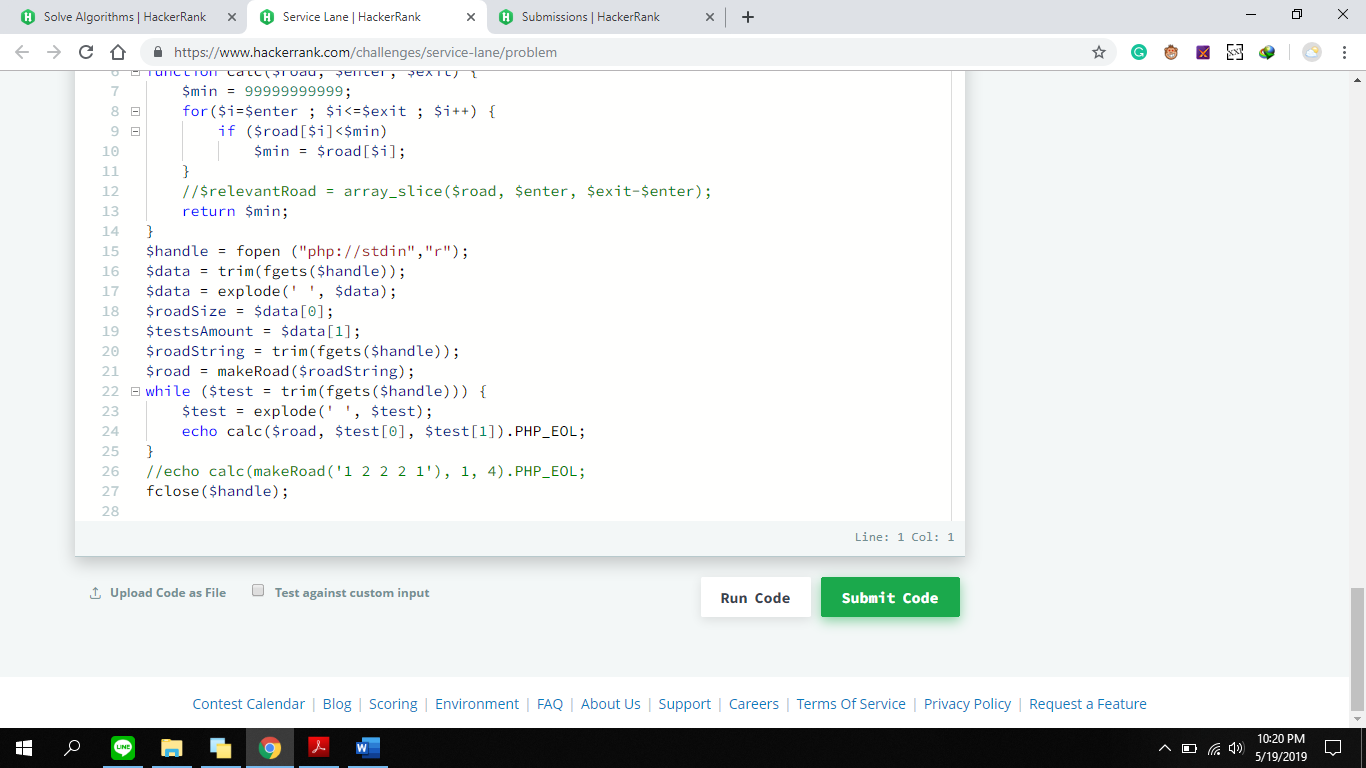 Solve Algorithms | HackerRank
Service Lane | HackerRank
Submissions | HackerRank
https://www.hackerrank.com/challenges/service-lane/problem
6 function calc($road, $enter, $exit) {
7 $min = 99999999999;
8 for($i=$enter ; $i<=$exit ; $i++) {
9 if ($road[$i]<$min)
10 $min = $road[$i];
11 }
12 //$relevantRoad = array_slice($road, $enter, $exit-$enter);
13 return $min;
14 }
15 $handle = fopen ("php://stdin","r");
16 $data = trim(fgets($handle));
17 $data = explode(' ', $data);
18 $roadSize = $data[0];
19 $testsAmount = $data[1];
20 $roadString = trim(fgets($handle));
21 $road = makeRoad($roadString);
22 while ($test = trim(fgets($handle))) {
23 $test = explode(' ', $test);
24 echo calc($road, $test[0], $test[1]).PHP_EOL;
25 }
26 //echo calc(makeRoad('1 2 2 2 1'), 1, 4).PHP_EOL;
27 fclose($handle);
28
Line: 1 Col: 1
Upload Code as File
Test against custom input
Run Code
Submit Code
Contest Calendar | Blog | Scoring | Environment | FAQ | About Us | Support | Careers | Terms Of Service | Privacy Policy | Request a Feature
LINE
10:20 PM
5/19/2019